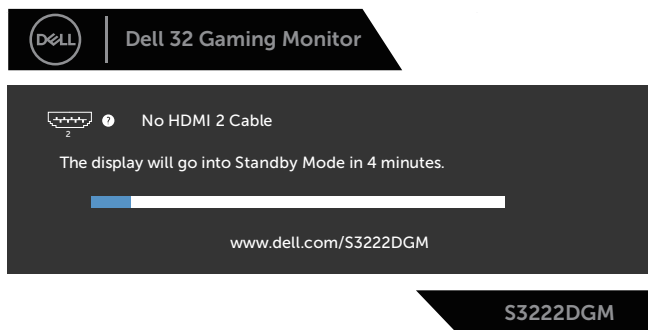 DELL
Dell 32 Gaming Monitor
2
? No HDMI 2 Cable
The display will go into Standby Mode in 4 minutes.
www.dell.com/S3222DGM
S3222DGM